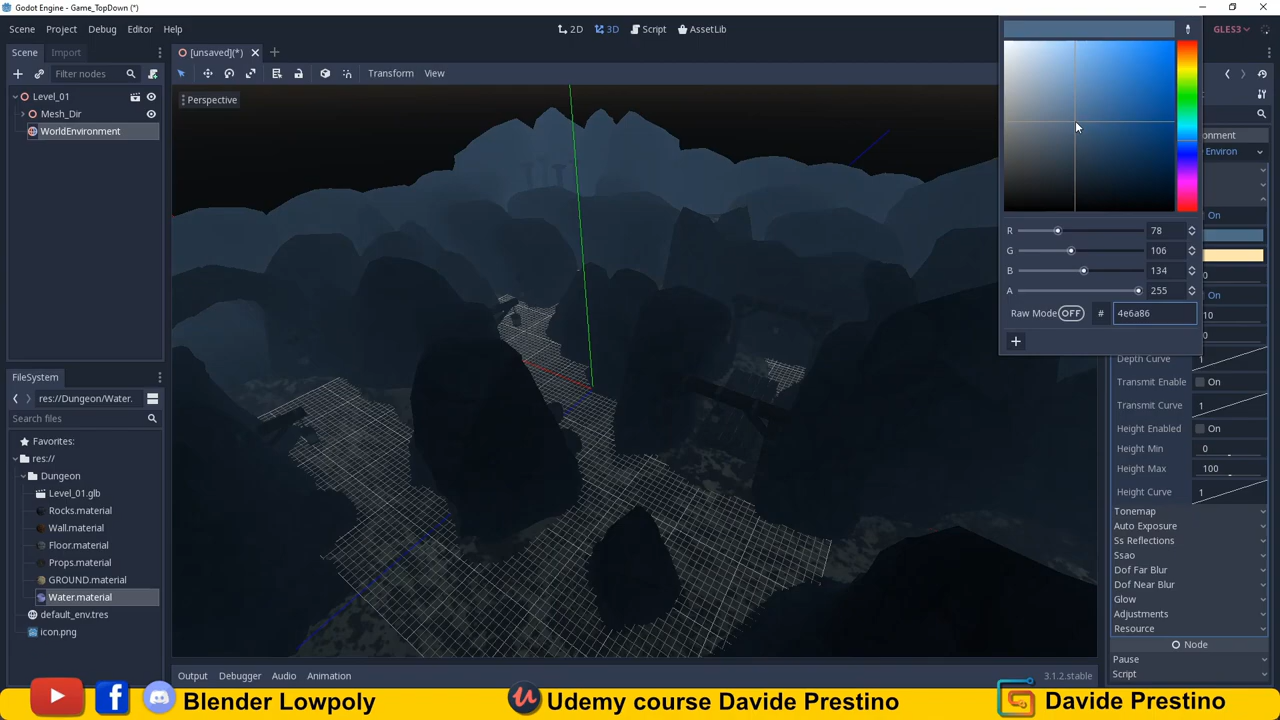 Godot Engine - Game_TopDown (*)
Scene Project Debug Editor Help
2D 3D Script AssetLib
GLES3
Scene Import
[unsaved](*)
Filter nodes
Transform View
Perspective
Level_01
Mesh_Dir
WorldEnvironment
R 78
G 106
B 134
A 255
Raw Mode OFF # 4e6a86
FileSystem
res://Dungeon/Water.
Search files
Favorites:
res://
Dungeon
Level_01.glb
Rocks.material
Wall.material
Floor.material
Props.material
GROUND.material
Water.material
default_env.tres
icon.png
onment
Environ
On
0
On
10
0
Depth Curve
Transmit Enable On
Transmit Curve 1
Height Enabled On
Height Min 0
Height Max 100
Height Curve 1
Tonemap
Auto Exposure
Ss Reflections
Ssao
Dof Far Blur
Dof Near Blur
Glow
Adjustments
Resource
Node
Pause
Script
Output Debugger Audio Animation
3.1.2.stable
Blender Lowpoly
Udemy course Davide Prestino
Davide Prestino